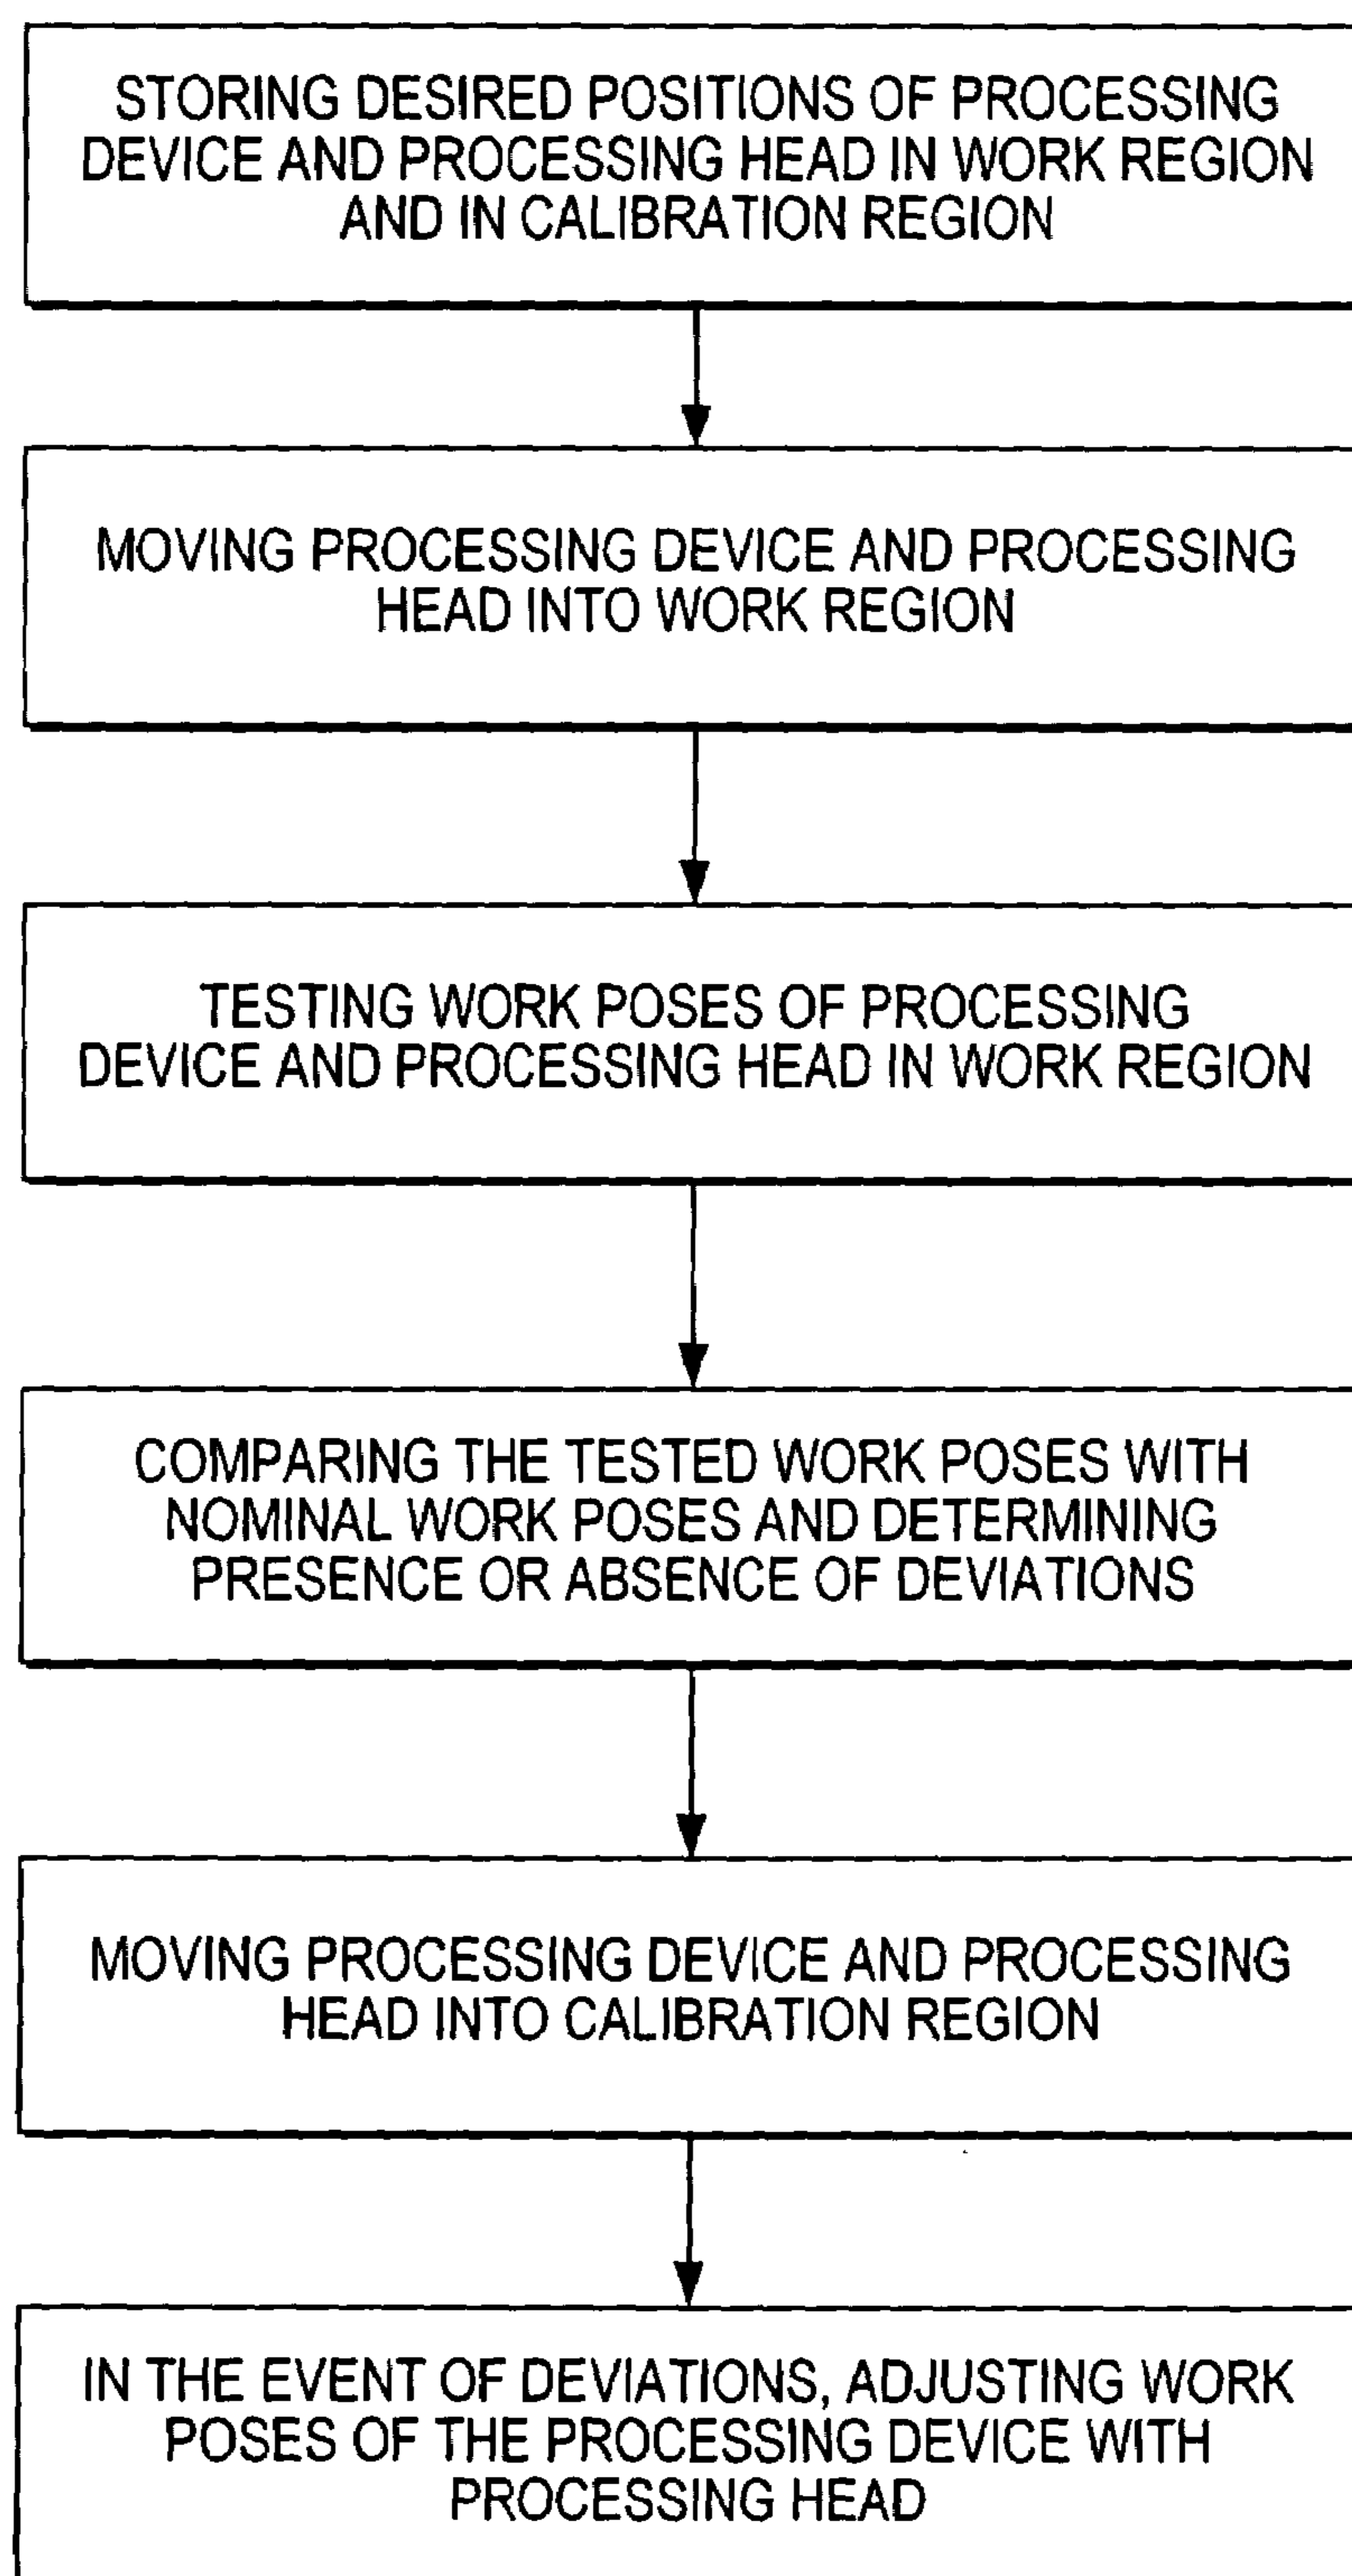 STORING DESIRED POSITIONS OF PROCESSING
DEVICE AND PROCESSING HEAD IN WORK REGION
AND IN CALIBRATION REGION
MOVING PROCESSING DEVICE AND PROCESSING
HEAD INTO WORK REGION
TESTING WORK POSES OF PROCESSING
DEVICE AND PROCESSING HEAD IN WORK REGION
COMPARING THE TESTED WORK POSES WITH
NOMINAL WORK POSES AND DETERMINING
PRESENCE OR ABSENCE OF DEVIATIONS
MOVING PROCESSING DEVICE AND PROCESSING
HEAD INTO CALIBRATION REGION
IN THE EVENT OF DEVIATIONS, ADJUSTING WORK
POSES OF THE PROCESSING DEVICE WITH
PROCESSING HEAD